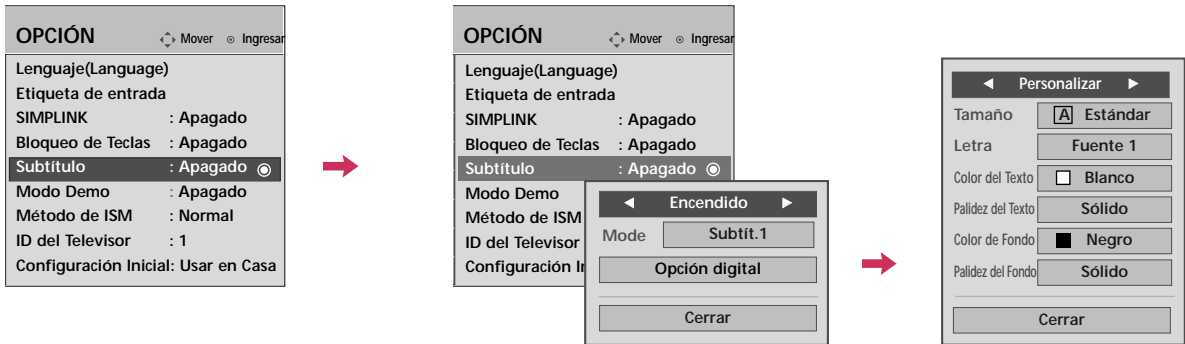 OPCIÓN Mover Ingresar
Lenguaje(Language)
Etiqueta de entrada
SIMPLINK : Apagado
Bloqueo de Teclas : Apagado
Subtítulo : Apagado
Modo Demo : Apagado
Método de ISM : Normal
ID del Televisor : 1
Configuración Inicial: Usar en Casa
OPCIÓN Mover Ingresar
Lenguaje(Language)
Etiqueta de entrada
SIMPLINK : Apagado
Bloqueo de Teclas : Apagado
Subtítulo : Apagado
Modo Demo
Método de ISM
ID del Televisor
Configuración In
Encendido
Mode Subtít.1
Opción digital
Cerrar
Personalizar
Tamaño A Estándar
Letra Fuente 1
Color del Texto Blanco
Palidez del Texto Sólido
Color de Fondo Negro
Palidez del Fondo Sólido
Cerrar